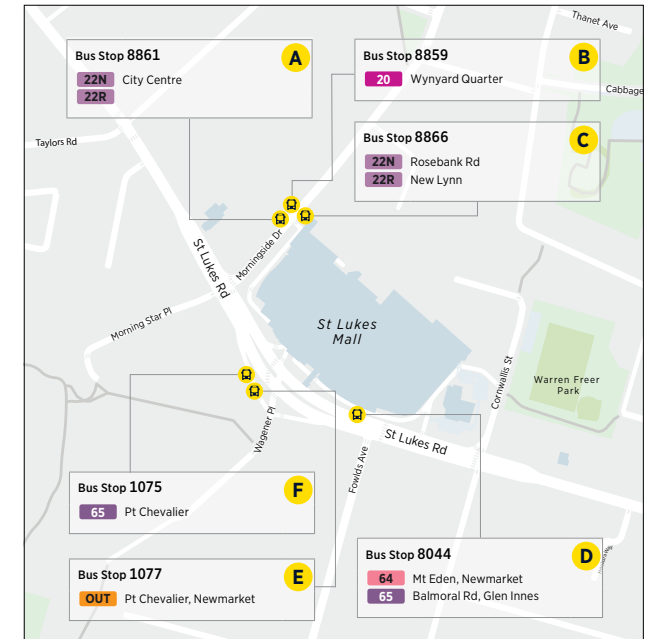 Thanet Ave
Cabbage
Bus Stop 8861
A
22N City Centre
22R
Bus Stop 8859
B
20 Wynyard Quarter
Bus Stop 8866
C
22N Rosebank Rd
22R New Lynn
Taylors Rd
St Lukes Rd
Morningside Dr
Morning Star Pl
St Lukes
Mall
Cornwallis St
Warren Freer
Park
Wagener Pl
Fowlds Ave
St Lukes Rd
Bus Stop 1075
F
65 Pt Chevalier
Bus Stop 1077
E
OUT Pt Chevalier, Newmarket
Bus Stop 8044
D
64 Mt Eden, Newmarket
65 Balmoral Rd, Glen Innes